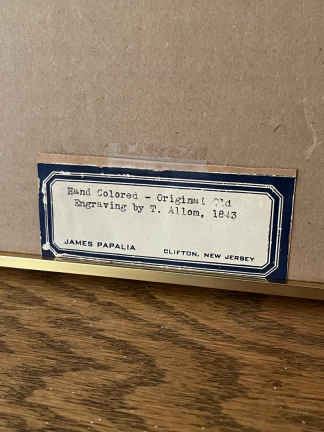 Hand Colored - Original Old
Engraving by T. Allom, 1843
JAMES PAPALIA
CLIFTON, NEW JERSEY